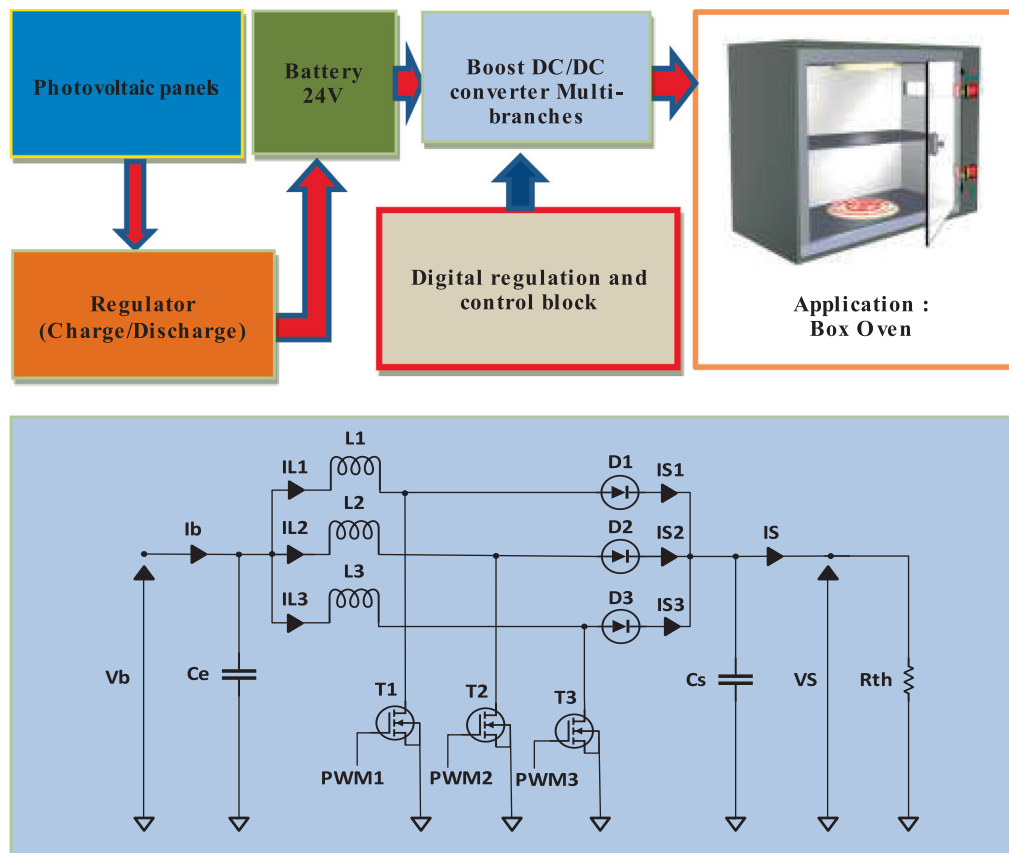 Photovoltaic panels
Battery
24V
Boost DC/DC
converter Multi-
branches
Regulator
(Charge/Discharge)
Digital regulation and
control block
Application :
Box Oven
L1
IL1
D1
IS1
L2
Ib
IL2
D2
IS2
IS
L3
IL3
D3
IS3
Vb
Ce
T1
T2
T3
Cs
VS
Rth
PWM1
PWM2
PWM3